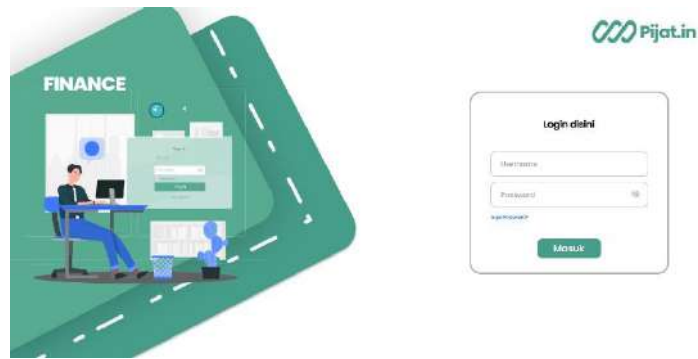 Pijat.in
FINANCE
Login disini
Username
Password
Masuk